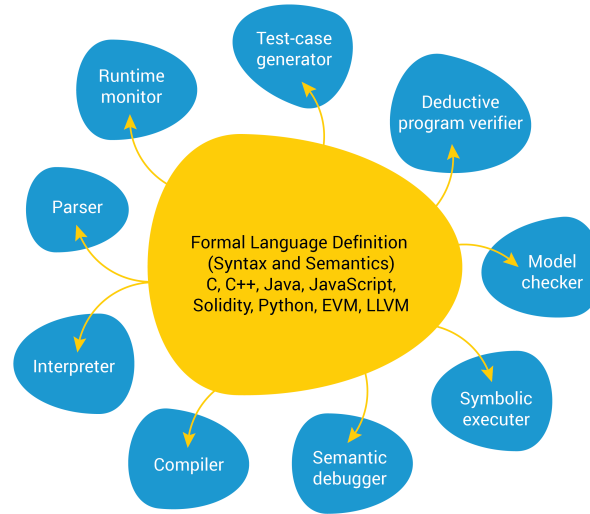 Test-case
generator
Runtime
monitor
Deductive
program verifier
Parser
Formal Language Definition
(Syntax and Semantics)
C, C++, Java, JavaScript,
Solidity, Python, EVM, LLVM
Model
checker
Interpreter
Symbolic
executer
Compiler
Semantic
debugger